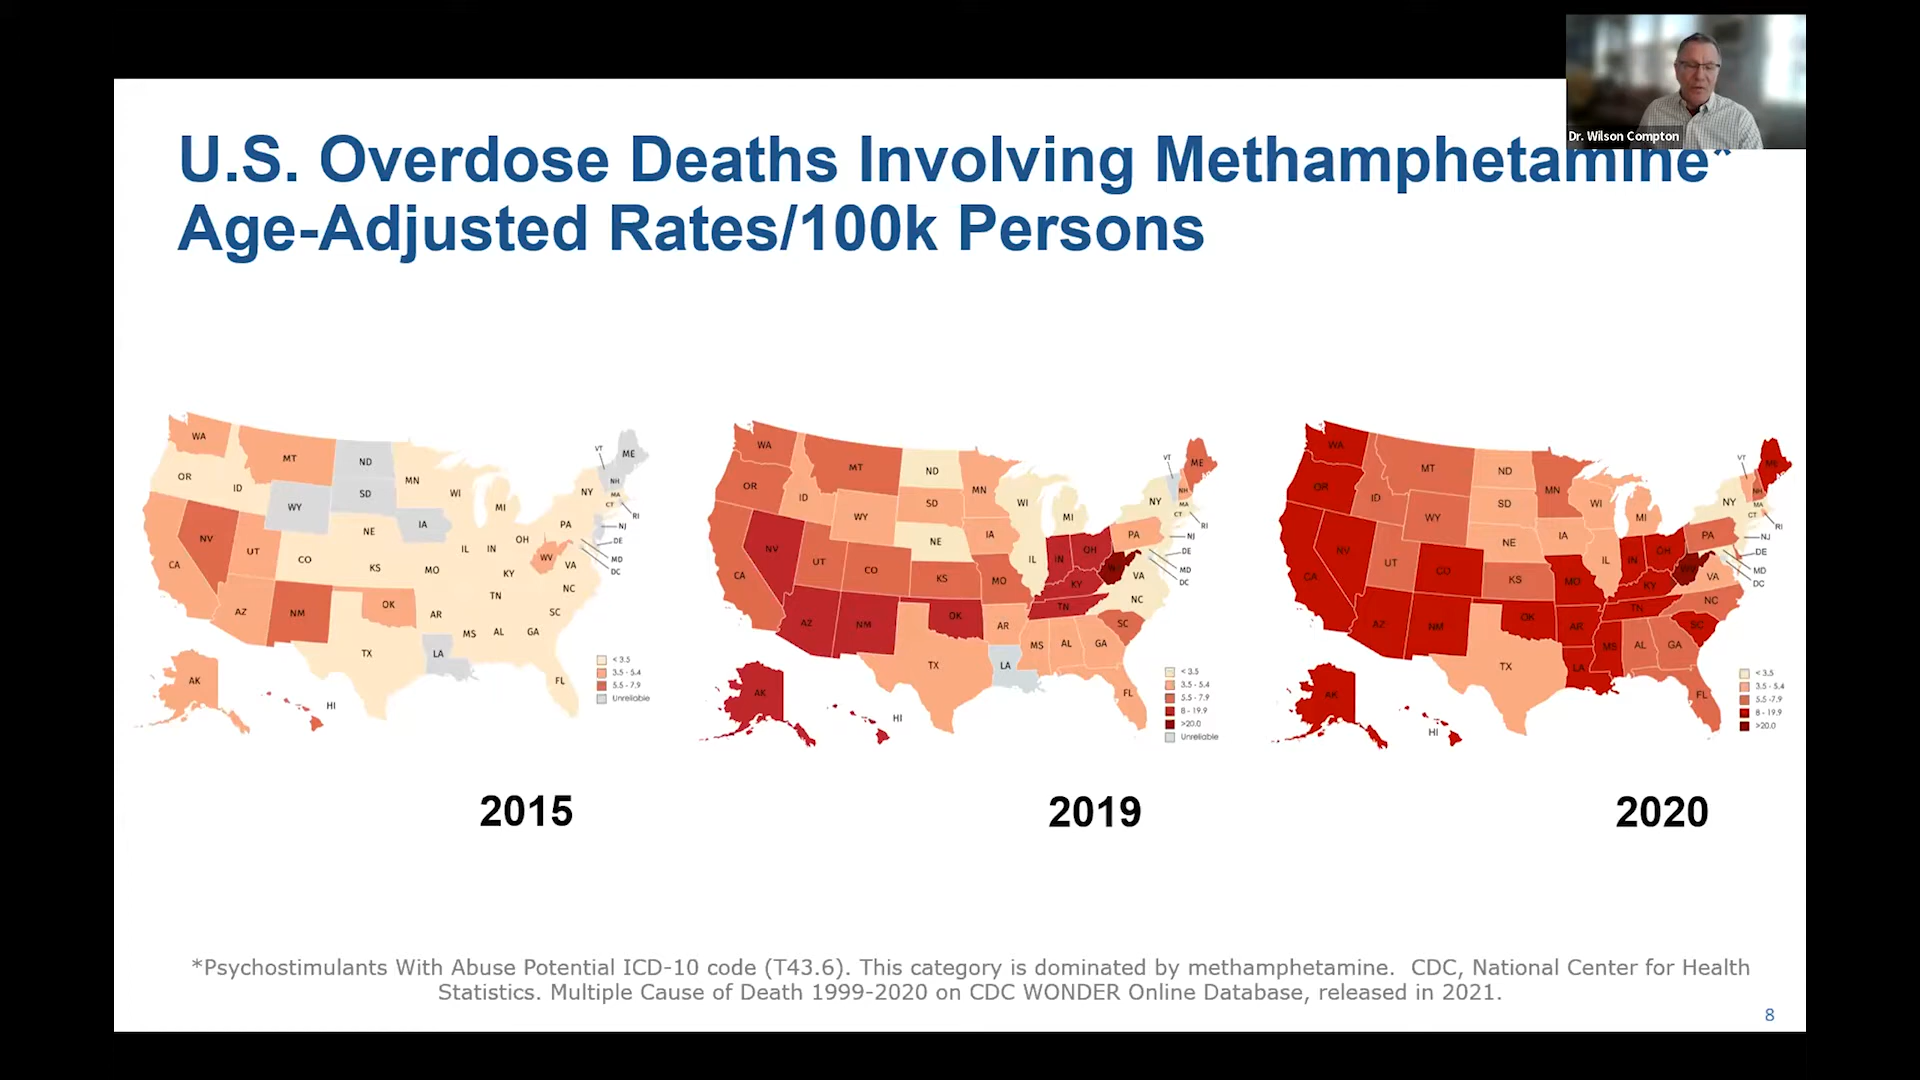 Dr. Wilson Compton
U.S. Overdose Deaths Involving Methamphetamine*
Age-Adjusted Rates/100k Persons
WA
MT
ND
OR
ID
MN
SD
WY
WI
MI
NY
VT
ME
NH
MA
CT
RI
NJ
DE
MD
DC
IA
NE
PA
NV
UT
CO
IL
IN
OH
WV
VA
CA
KS
MO
KY
NC
AZ
NM
OK
AR
TN
SC
MS
AL
GA
TX
LA
FL
AK
HI
< 3.5
3.5 - 5.4
5.5 - 7.9
Unreliable
2015
WA
MT
ND
OR
ID
MN
SD
WY
WI
MI
NY
VT
ME
NH
MA
CT
RI
NJ
DE
MD
DC
IA
NE
PA
NV
UT
CO
IL
IN
OH
VA
CA
KS
MO
KY
NC
AZ
NM
OK
AR
TN
SC
MS
AL
GA
TX
LA
FL
AK
HI
< 3.5
3.5 - 5.4
5.5 - 7.9
8 - 19.9
>20.0
Unreliable
2019
WA
MT
ND
OR
ID
MN
SD
WY
WI
MI
NY
VT
ME
NH
MA
CT
RI
NJ
DE
MD
DC
IA
NE
PA
NV
UT
CO
IL
IN
OH
WV
VA
CA
KS
MO
KY
NC
AZ
NM
OK
AR
TN
SC
MS
AL
GA
TX
LA
FL
AK
HI
< 3.5
3.5 - 5.4
5.5 - 7.9
8 - 19.9
>20.0
2020
*Psychostimulants With Abuse Potential ICD-10 code (T43.6). This category is dominated by methamphetamine. CDC, National Center for Health
Statistics. Multiple Cause of Death 1999-2020 on CDC WONDER Online Database, released in 2021.
8